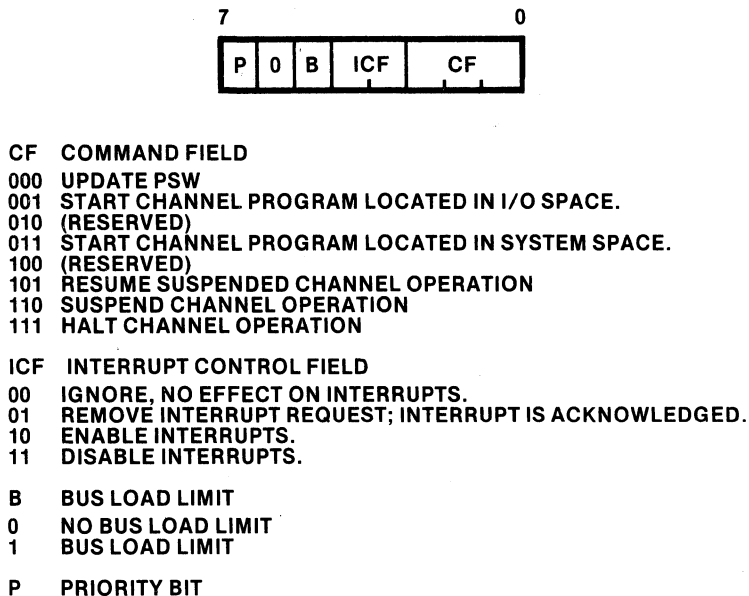 7 0
P 0 B ICF CF
CF COMMAND FIELD
000 UPDATE PSW
001 START CHANNEL PROGRAM LOCATED IN I/O SPACE.
010 (RESERVED)
011 START CHANNEL PROGRAM LOCATED IN SYSTEM SPACE.
100 (RESERVED)
101 RESUME SUSPENDED CHANNEL OPERATION
110 SUSPEND CHANNEL OPERATION
111 HALT CHANNEL OPERATION
ICF INTERRUPT CONTROL FIELD
00 IGNORE, NO EFFECT ON INTERRUPTS.
01 REMOVE INTERRUPT REQUEST; INTERRUPT IS ACKNOWLEDGED.
10 ENABLE INTERRUPTS.
11 DISABLE INTERRUPTS.
B BUS LOAD LIMIT
0 NO BUS LOAD LIMIT
1 BUS LOAD LIMIT
P PRIORITY BIT